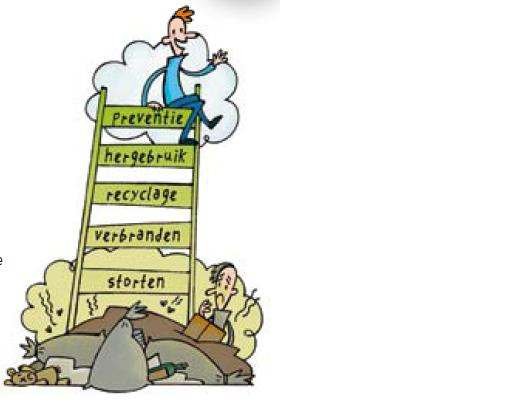 preventie
hergebruik
recyclage
verbranden
storten
e